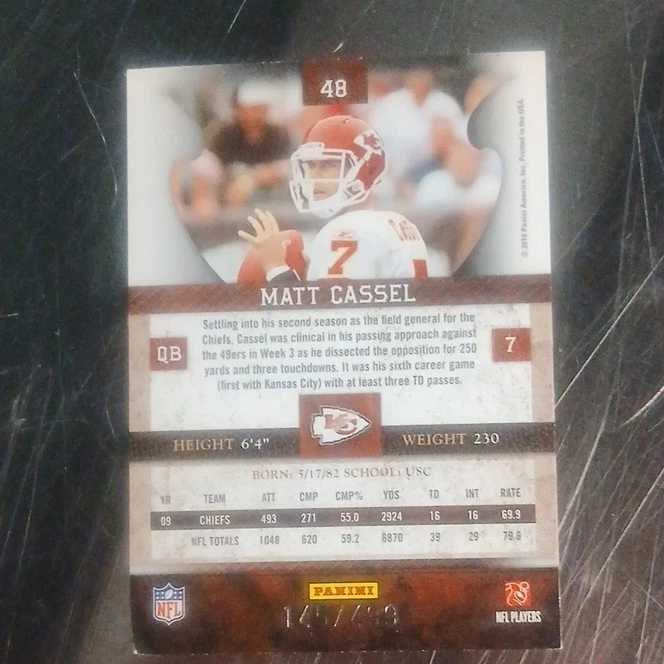 48
© 2010 Panini America, Inc. Printed in the USA.
7
MATT CASSEL
QB
7
Settling into his second season as the field general for the
Chiefs, Cassel was clinical in his passing approach against
the 49ers in Week 3 as he dissected the opposition for 250
yards and three touchdowns. It was his sixth career game
(first with Kansas City) with at least three TD passes.
KC
HEIGHT 6'4" WEIGHT 230
BORN: 5/17/82 SCHOOL: USC
YR TEAM ATT CMP CMP% YDS TD INT RATE
09 CHIEFS 493 271 55.0 2924 16 16 69.9
NFL TOTALS 1048 620 59.2 6870 39 29 78.6
NFL
PANINI
NFL PLAYERS